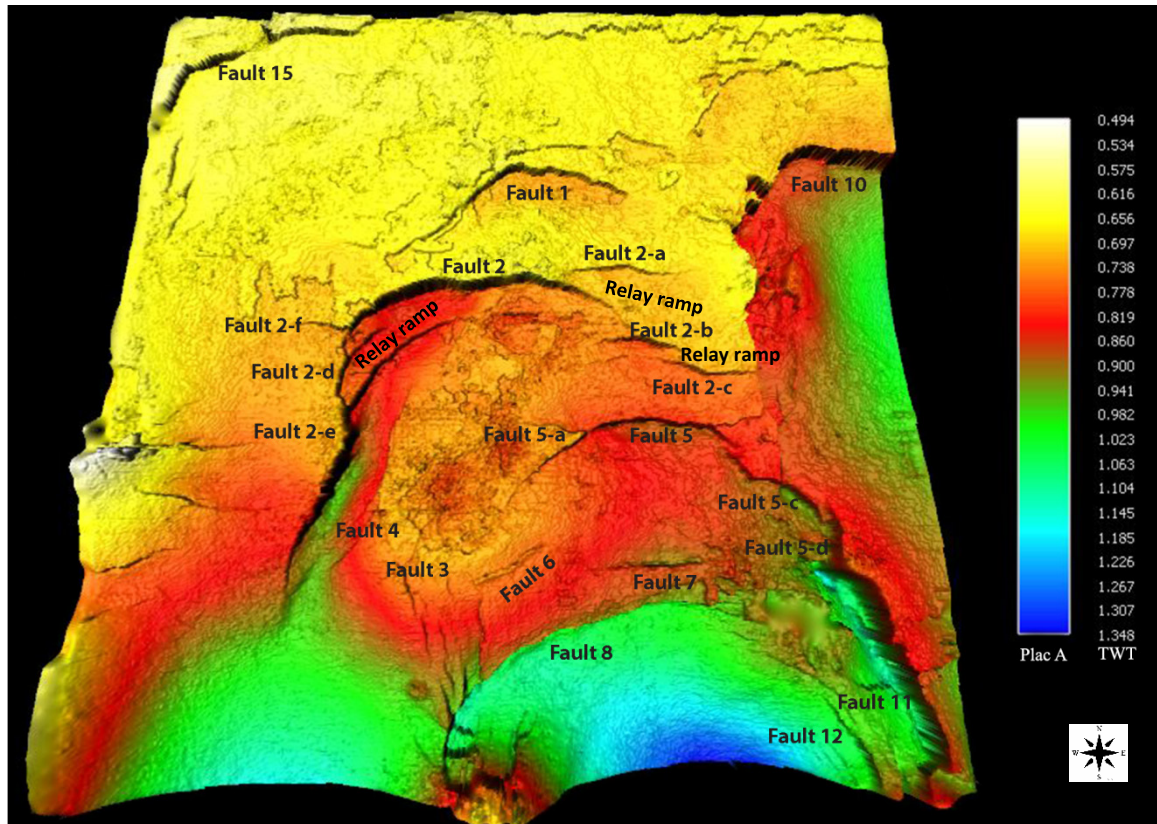 Fault 15
Fault 10
Fault 1
Fault 2-a
Fault 2
Relay ramp
Relay ramp
Fault 2-f
Fault 2-b
Relay ramp
Fault 2-d
Fault 2-c
Fault 2-e
Fault 5-a
Fault 5
Fault 5-c
Fault 4
Fault 5-d
Fault 3
Fault 6
Fault 7
Fault 8
Fault 11
Fault 12
0.494
0.534
0.575
0.616
0.656
0.697
0.738
0.778
0.819
0.860
0.900
0.941
0.982
1.023
1.063
1.104
1.145
1.185
1.226
1.267
1.307
1.348
Plac A
TWT
N
W
E
S